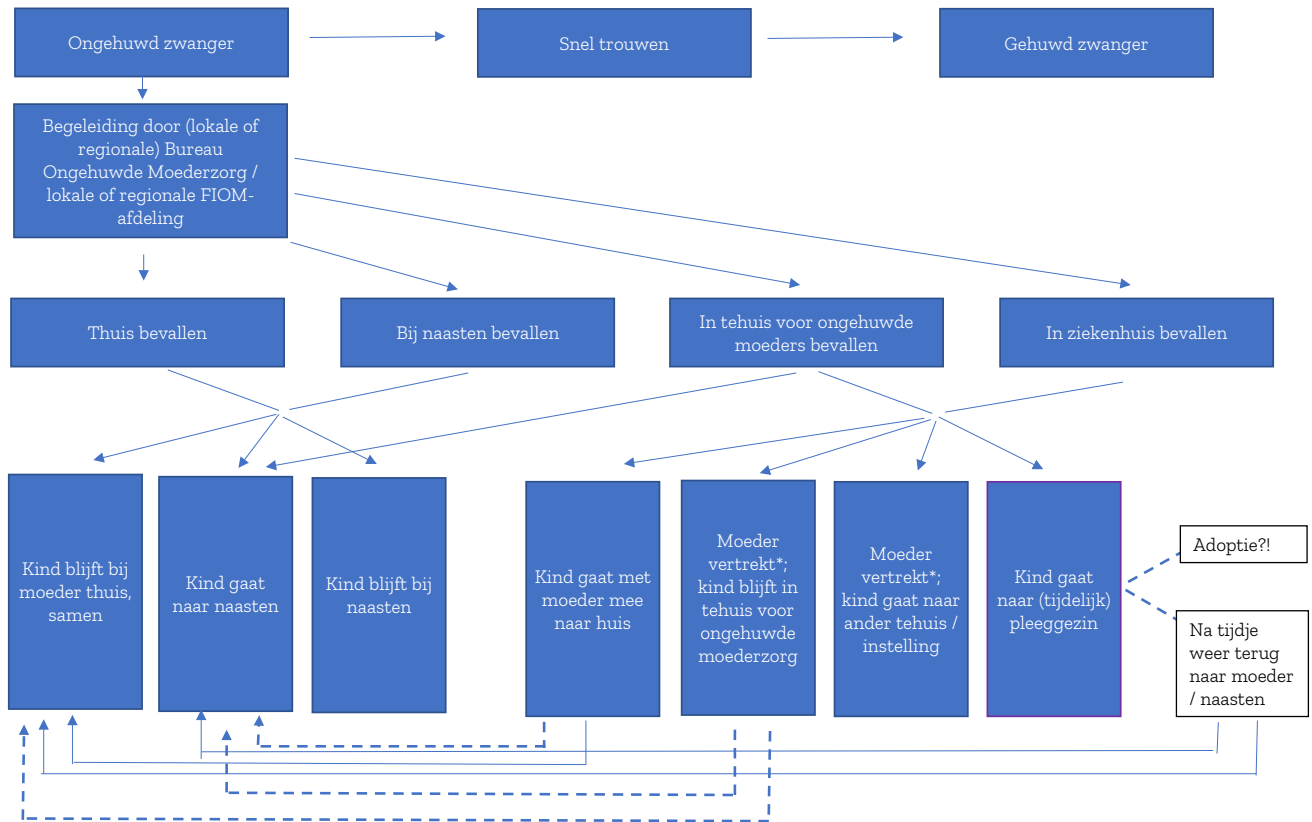 Ongehuwd zwanger
Snel trouwen
Gehuwd zwanger
Begeleiding door (lokale of
regionale) Bureau
Ongehuwde Moederzorg /
lokale of regionale FIOM-
afdeling
Thuis bevallen
Bij naasten bevallen
In tehuis voor ongehuwde
moeders bevallen
In ziekenhuis bevallen
Kind blijft bij
moeder thuis,
samen
Kind gaat
naar naasten
Kind blijft bij
naasten
Kind gaat met
moeder mee
naar huis
Moeder
vertrekt*;
kind blijft in
tehuis voor
ongehuwde
moederzorg
Moeder
vertrekt*;
kind gaat naar
ander tehuis /
instelling
Kind gaat
naar (tijdelijk)
pleeggezin
Adoptie?!
Na tijdje
weer terug
naar moeder
/ naasten